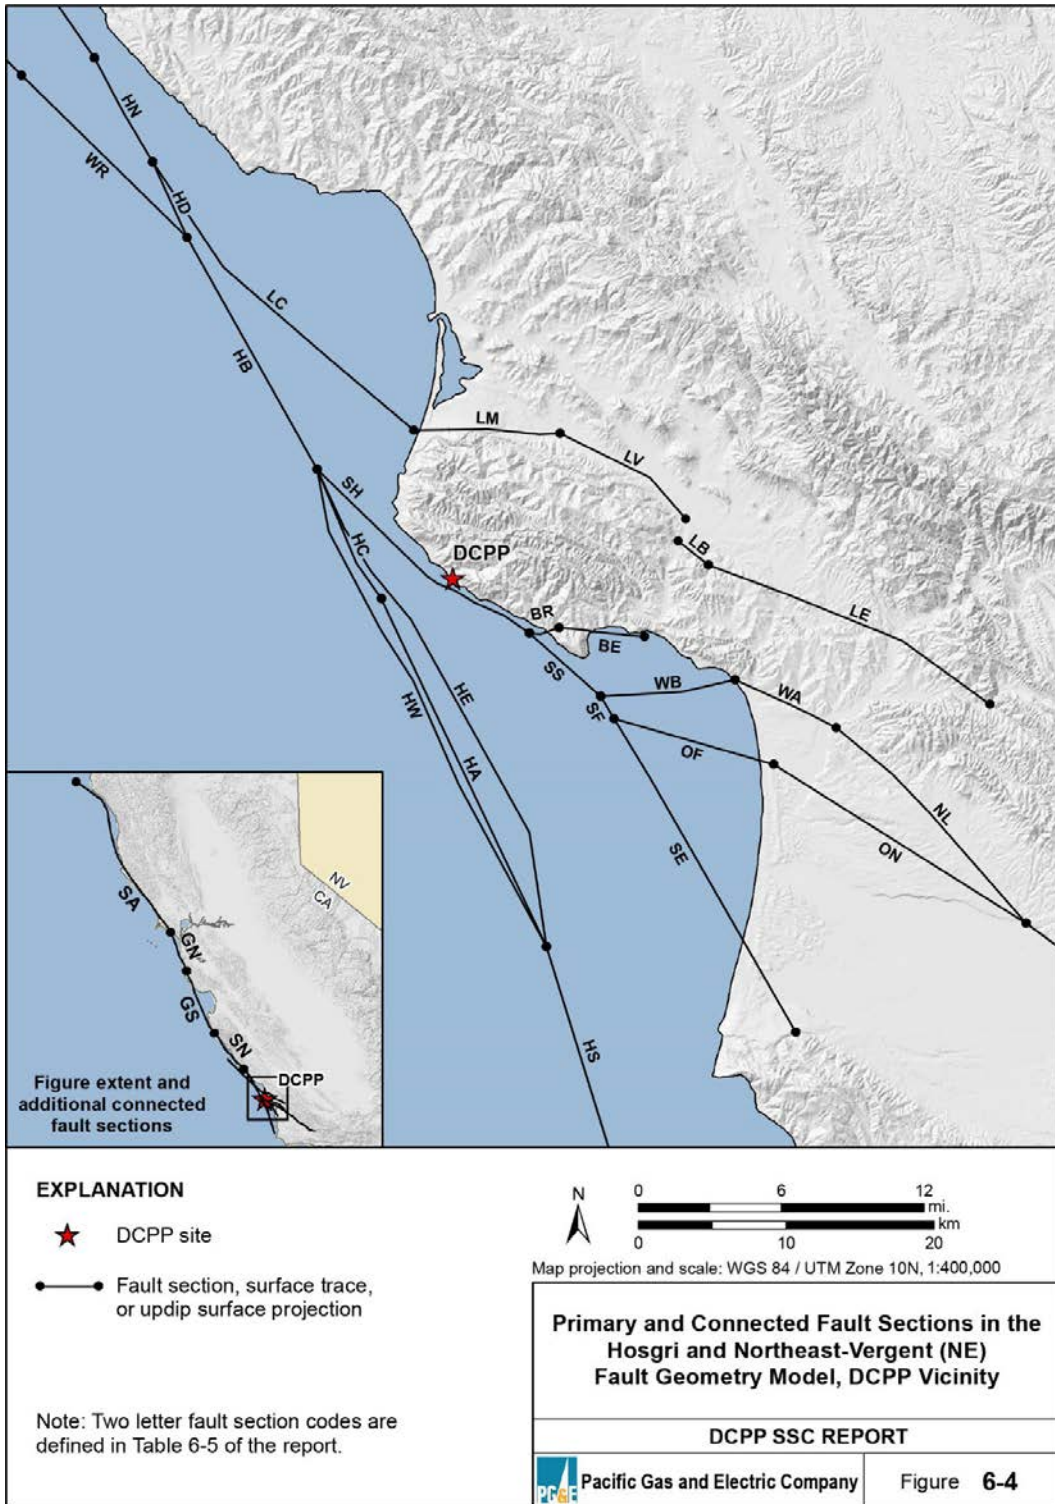 HN
WR
HD
LC
HB
LM
LV
SH
HC
DCPP
LB
BR
LE
BE
SS
WB
WA
HE
HW
SF
OF
HA
NL
ON
SE
HS
NV
CA
SA
GN
GS
SN
DCPP
Figure extent and
additional connected
fault sections
EXPLANATION
DCPP site
Fault section, surface trace,
or updip surface projection
Note: Two letter fault section codes are
defined in Table 6-5 of the report.
N
0 6 12
mi.
km
0 10 20
Map projection and scale: WGS 84 / UTM Zone 10N, 1:400,000
Primary and Connected Fault Sections in the
Hosgri and Northeast-Vergent (NE)
Fault Geometry Model, DCPP Vicinity
DCPP SSC REPORT
PG&E Pacific Gas and Electric Company
Figure 6-4